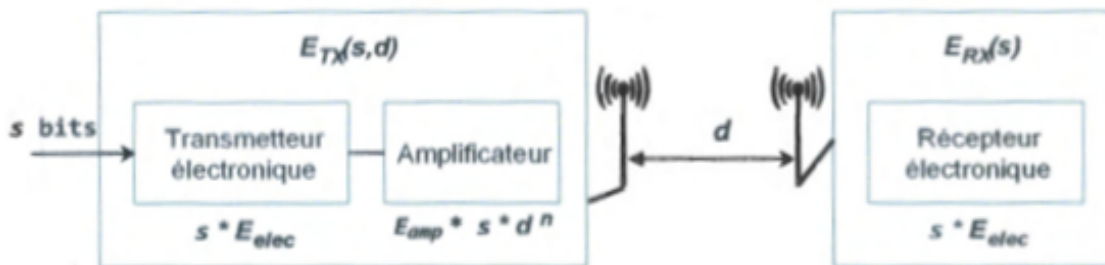 E_TX(s,d)
E_RX(s)
s bits
Transmetteur
électronique
Amplificateur
d
Récepteur
électronique
s * E_elec
E_amp * s * d^n
s * E_elec